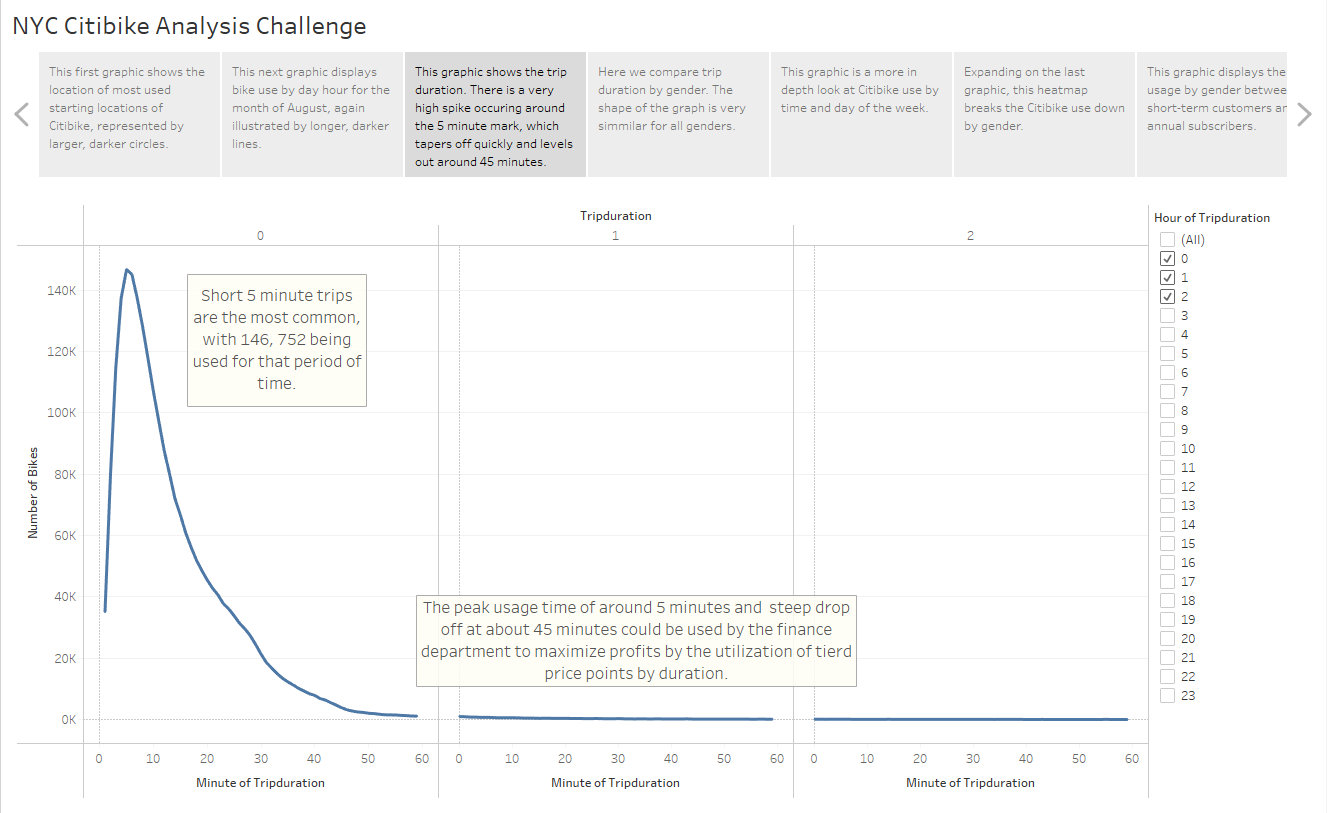 NYC Citibike Analysis Challenge
This first graphic shows the
location of most used
starting locations of
Citibike, represented by
larger, darker circles.
This next graphic displays
bike use by day hour for the
month of August, again
illustrated by longer, darker
lines.
This graphic shows the trip
duration. There is a very
high spike occuring around
the 5 minute mark, which
tapers off quickly and levels
out around 45 minutes.
Here we compare trip
duration by gender. The
shape of the graph is very
simmilar for all genders.
This graphic is a more in
depth look at Citibike use by
time and day of the week.
Expanding on the last
graphic, this heatmap
breaks the Citibike use down
by gender.
This graphic displays the
usage by gender betwee
short-term customers ar
annual subscribers.
Tripduration
0 1 2
Short 5 minute trips
are the most common,
with 146, 752 being
used for that period of
time.
The peak usage time of around 5 minutes and  steep drop
off at about 45 minutes could be used by the finance
department to maximize profits by the utilization of tierd
price points by duration.
Number of Bikes
140K
120K
100K
80K
60K
40K
20K
0K
0 10 20 30 40 50 60 0 10 20 30 40 50 60 0 10 20 30 40 50 60
Minute of Tripduration Minute of Tripduration Minute of Tripduration
Hour of Tripduration
(All)
0
1
2
3
4
5
6
7
8
9
10
11
12
13
14
15
16
17
18
19
20
21
22
23